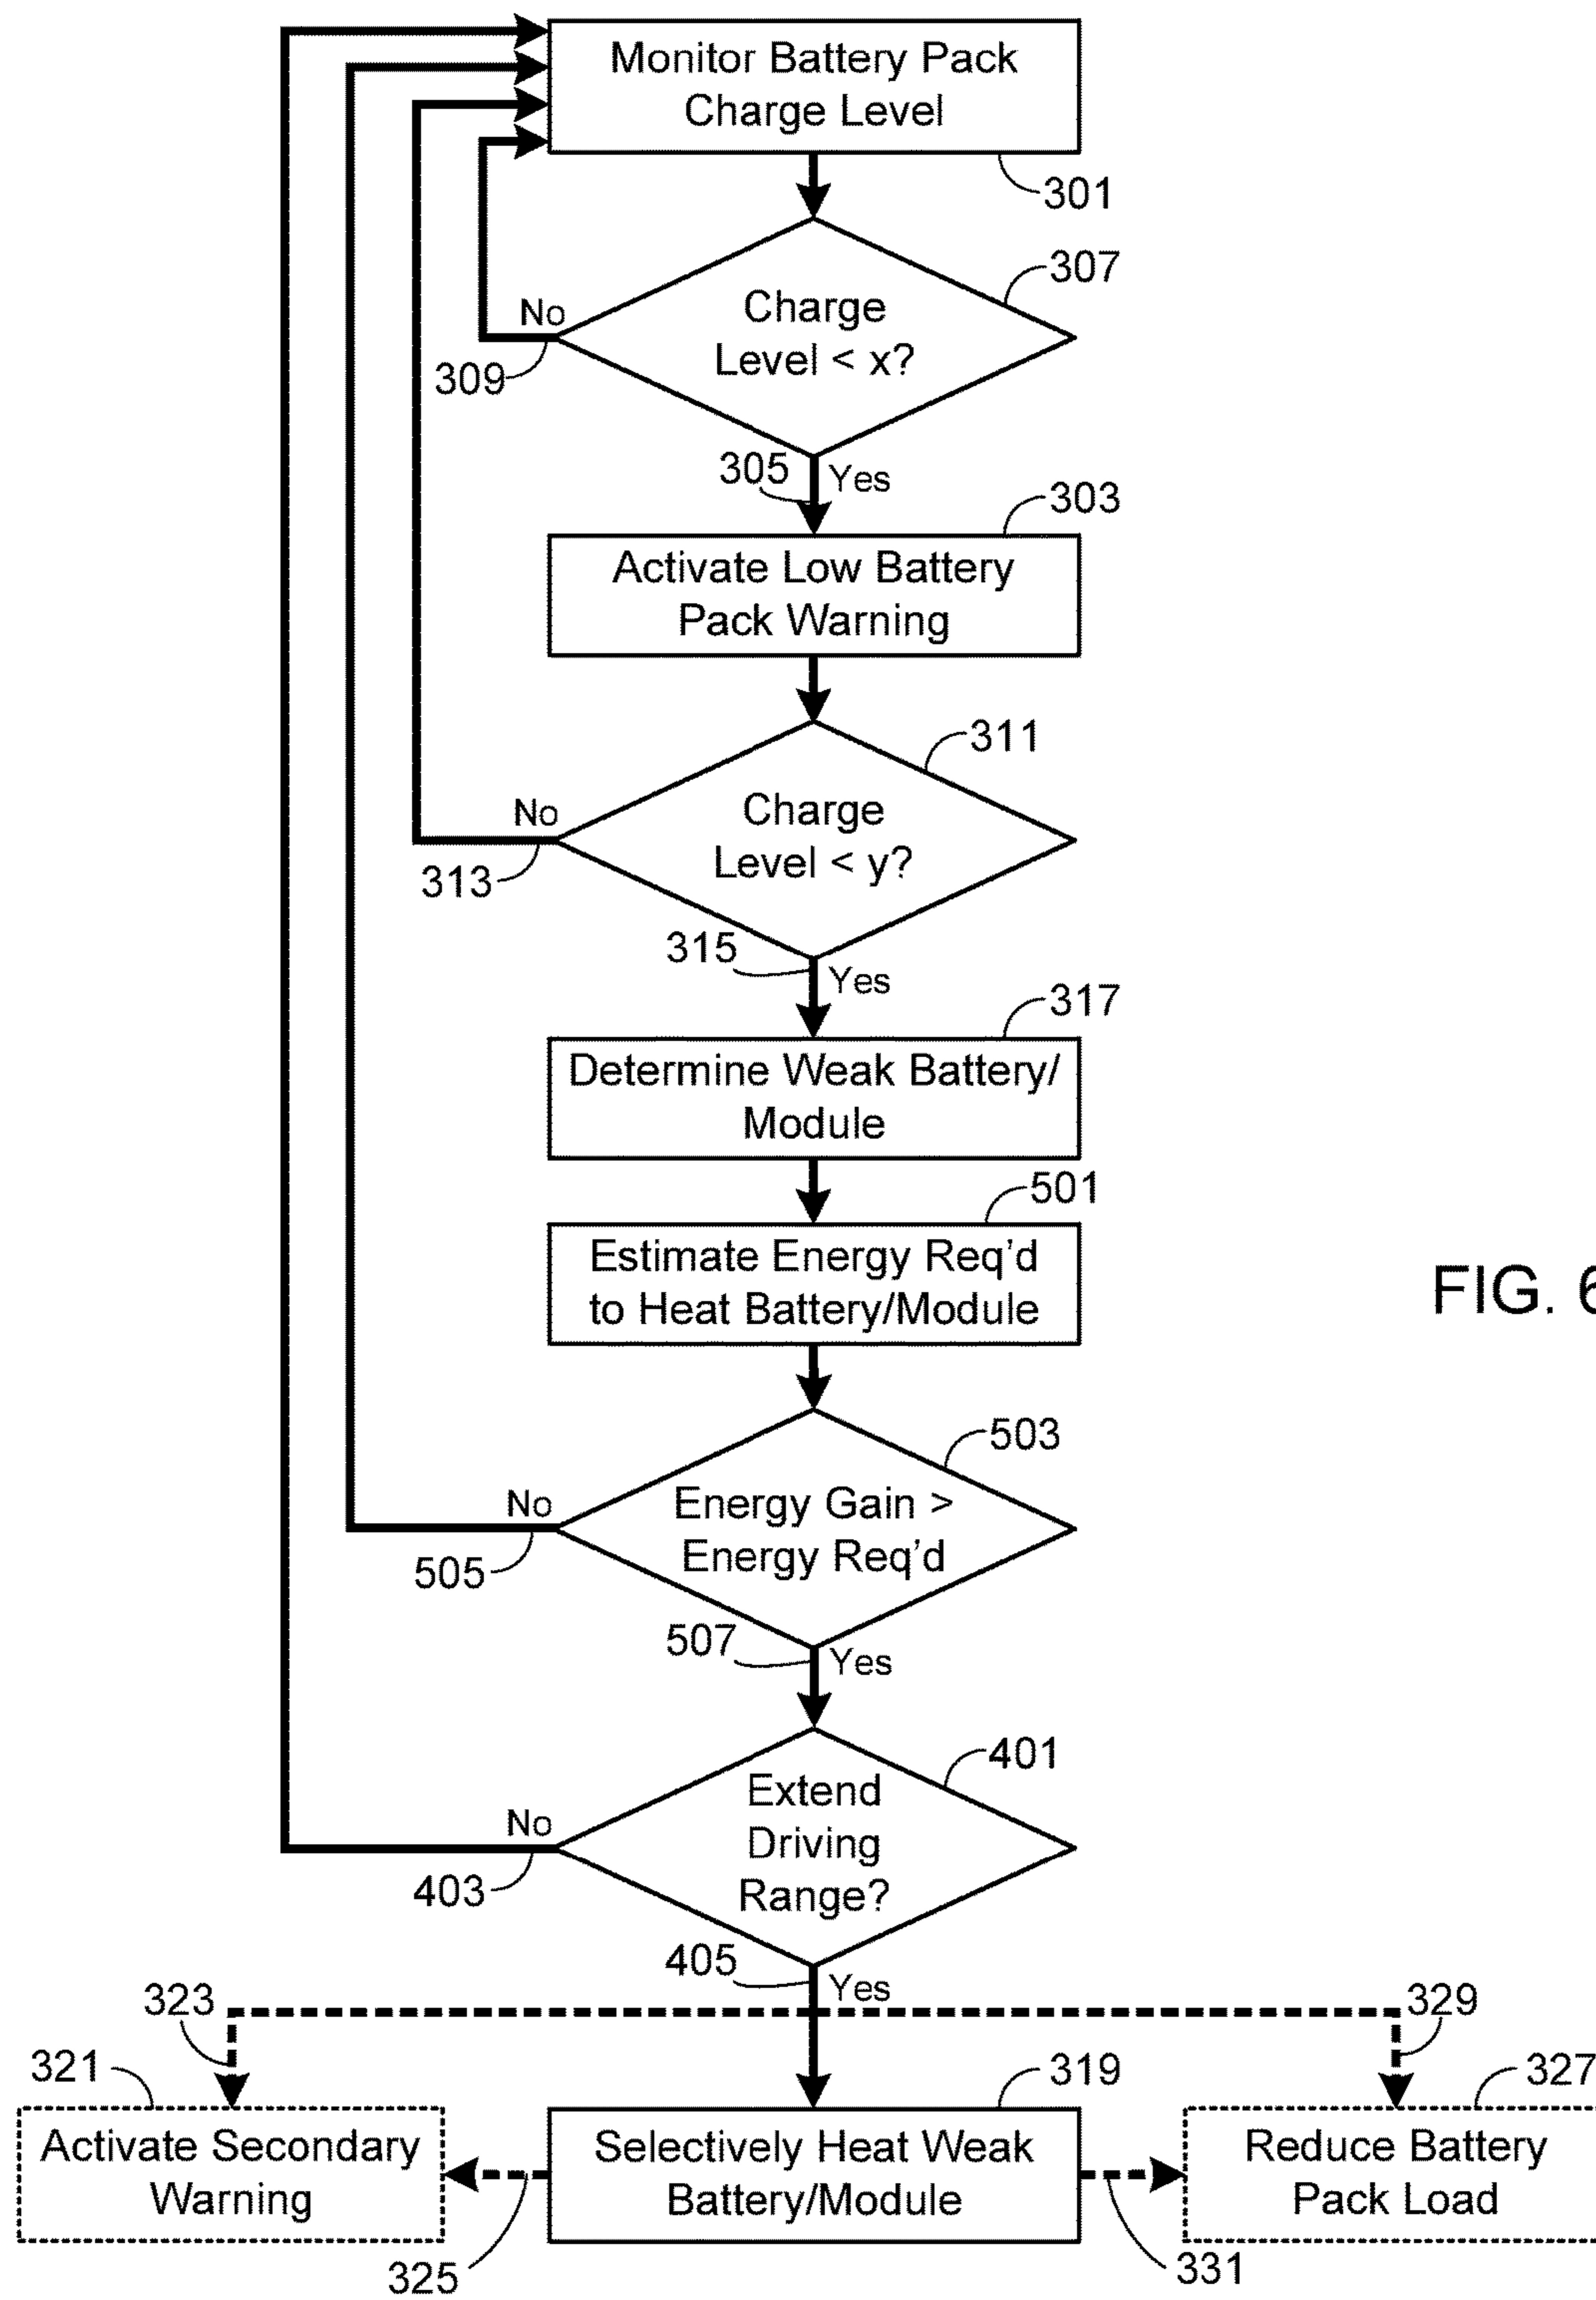 Monitor Battery Pack
Charge Level
301
307
Charge
Level < x?
No
309
305
Yes
303
Activate Low Battery
Pack Warning
311
Charge
Level < y?
No
313
315
Yes
317
Determine Weak Battery/
Module
501
Estimate Energy Req'd
to Heat Battery/Module
FIG. 6
503
Energy Gain >
Energy Req'd
No
505
507
Yes
401
Extend
Driving
Range?
No
403
405
Yes
323
329
321
319
327
Activate Secondary
Warning
Selectively Heat Weak
Battery/Module
Reduce Battery
Pack Load
325
331